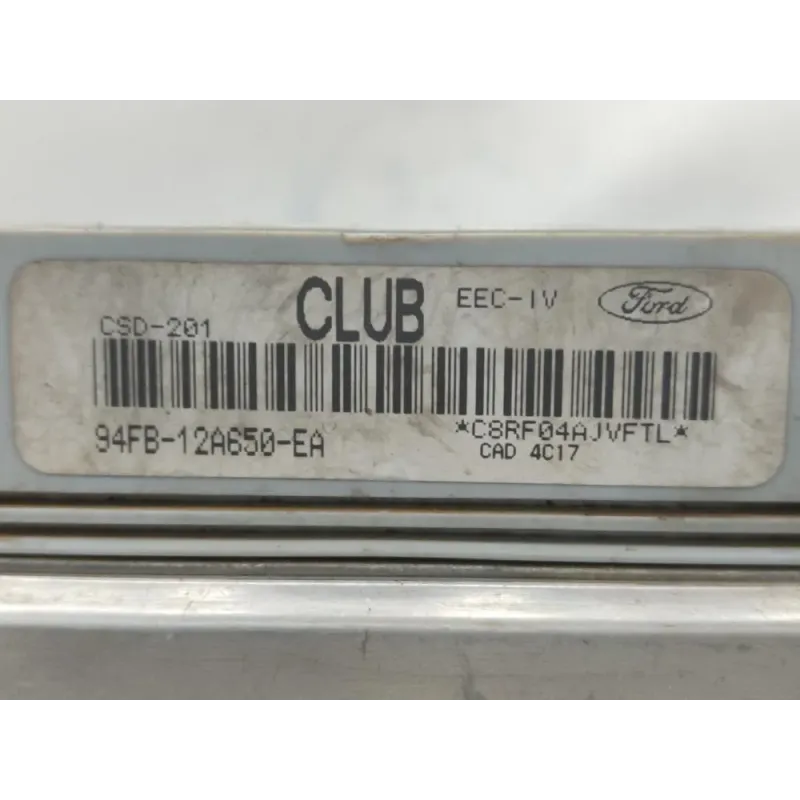 CLUB EEC-IV Ford
CSD-201
94FB-12A650-EA *C8RF04AJVFTL*
CAD 4C17